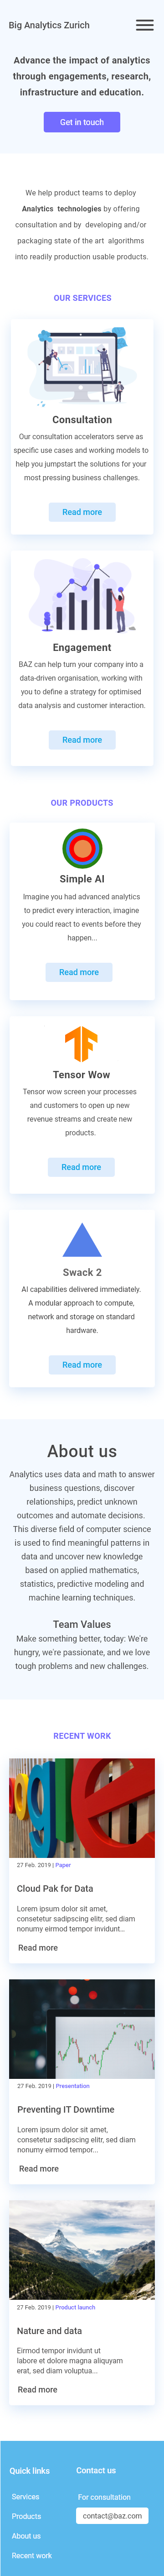 Big Analytics Zurich
Advance the impact of analytics
through engagements, research,
infrastructure and education.
Get in touch
We help product teams to deploy
Analytics technologies by offering
consultation and by developing and/or
packaging state of the art algorithms
into readily production usable products.
OUR SERVICES
Consultation
Our consultation accelerators serve as
specific use cases and working models to
help you jumpstart the solutions for your
most pressing business challenges.
Read more
Engagement
BAZ can help turn your company into a
data-driven organisation, working with
you to define a strategy for optimised
data analysis and customer interaction.
Read more
OUR PRODUCTS
Simple AI
Imagine you had advanced analytics
to predict every interaction, imagine
you could react to events before they
happen...
Read more
Tensor Wow
Tensor wow screen your processes
and customers to open up new
revenue streams and create new
products.
Read more
Swack 2
AI capabilities delivered immediately.
A modular approach to compute,
network and storage on standard
hardware.
Read more
About us
Analytics uses data and math to answer
business questions, discover
relationships, predict unknown
outcomes and automate decisions.
This diverse field of computer science
is used to find meaningful patterns in
data and uncover new knowledge
based on applied mathematics,
statistics, predictive modeling and
machine learning techniques.
Team Values
Make something better, today: We're
hungry, we're passionate, and we love
tough problems and new challenges.
RECENT WORK
27 Feb. 2019 | Paper
Cloud Pak for Data
Lorem ipsum dolor sit amet,
consetetur sadipscing elitr, sed diam
nonumy eirmod tempor invidunt...
Read more
27 Feb. 2019 | Presentation
Preventing IT Downtime
Lorem ipsum dolor sit amet,
consetetur sadipscing elitr, sed diam
nonumy eirmod tempor...
Read more
27 Feb. 2019 | Product launch
Nature and data
Eirmod tempor invidunt ut
labore et dolore magna aliquyam
erat, sed diam voluptua...
Read more
Quick links
Services
Products
About us
Recent work
Contact us
For consultation
contact@baz.com